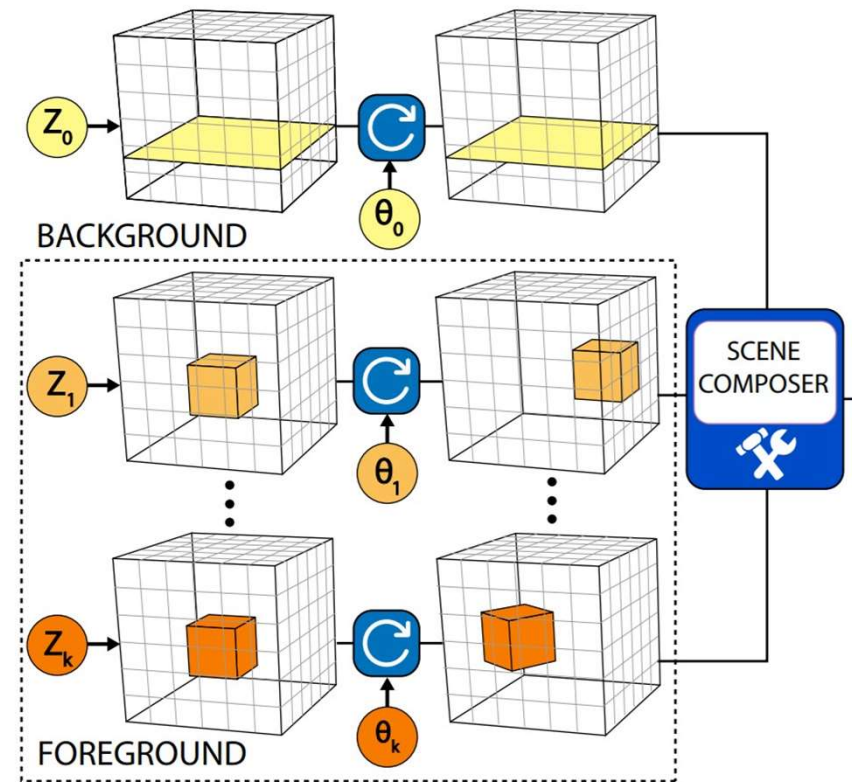 Z₀
θ₀
BACKGROUND
Z₁
θ₁
SCENE
COMPOSER
Zₖ
θₖ
FOREGROUND